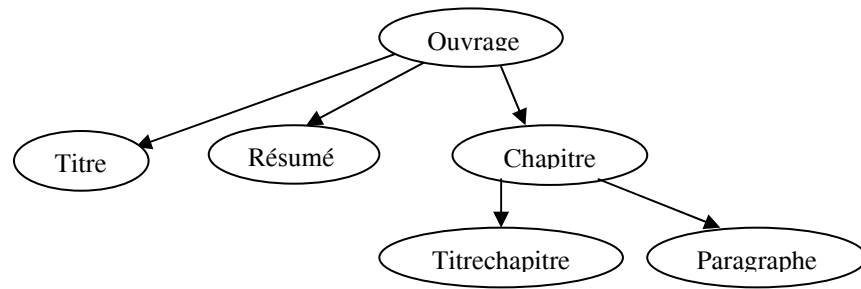 Ouvrage
Titre
Résumé
Chapitre
Titrechapitre
Paragraphe